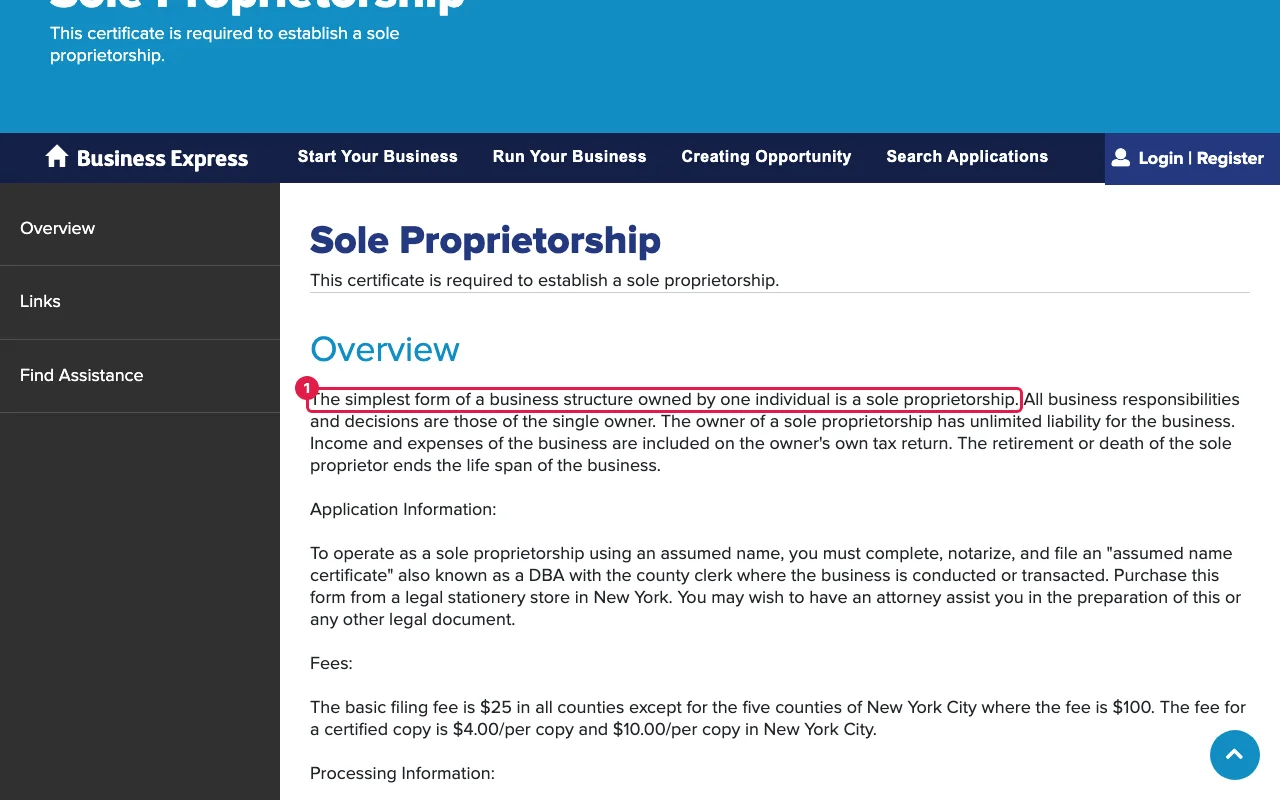 Sole Proprietorship
This certificate is required to establish a sole
proprietorship.
Business Express
Start Your Business
Run Your Business
Creating Opportunity
Search Applications
Login | Register
Overview
Links
Find Assistance
Sole Proprietorship
This certificate is required to establish a sole proprietorship.
Overview
1
The simplest form of a business structure owned by one individual is a sole proprietorship. All business responsibilities
and decisions are those of the single owner. The owner of a sole proprietorship has unlimited liability for the business.
Income and expenses of the business are included on the owner's own tax return. The retirement or death of the sole
proprietor ends the life span of the business.
Application Information:
To operate as a sole proprietorship using an assumed name, you must complete, notarize, and file an "assumed name
certificate" also known as a DBA with the county clerk where the business is conducted or transacted. Purchase this
form from a legal stationery store in New York. You may wish to have an attorney assist you in the preparation of this or
any other legal document.
Fees:
The basic filing fee is $25 in all counties except for the five counties of New York City where the fee is $100. The fee for
a certified copy is $4.00/per copy and $10.00/per copy in New York City.
Processing Information: